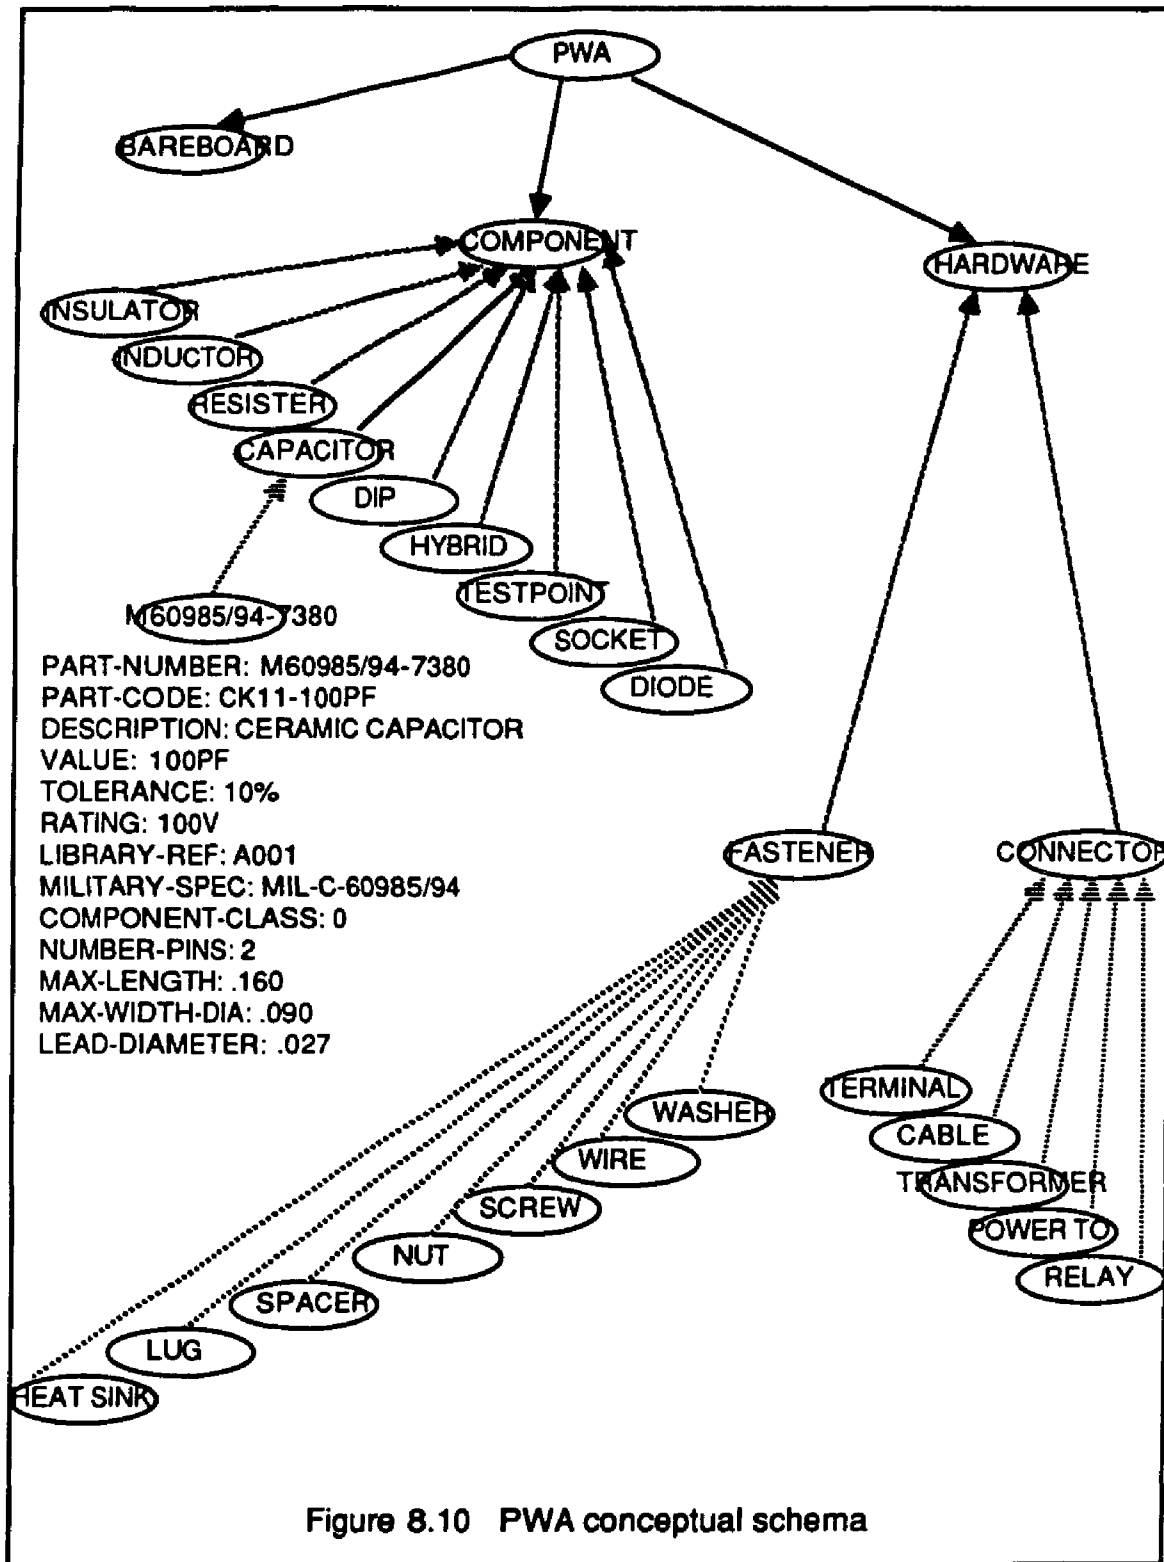 PWA
BAREBOARD
COMPONENT
HARDWARE
INSULATOR
INDUCTOR
RESISTER
CAPACITOR
DIP
HYBRID
TESTPOINT
SOCKET
DIODE
M60985/94-7380
PART-NUMBER: M60985/94-7380
PART-CODE: CK11-100PF
DESCRIPTION: CERAMIC CAPACITOR
VALUE: 100PF
TOLERANCE: 10%
RATING: 100V
LIBRARY-REF: A001
MILITARY-SPEC: MIL-C-60985/94
COMPONENT-CLASS: 0
NUMBER-PINS: 2
MAX-LENGTH: .160
MAX-WIDTH-DIA: .090
LEAD-DIAMETER: .027
FASTENER
CONNECTOR
WASHER
WIRE
SCREW
NUT
SPACER
LUG
HEAT SINK
TERMINAL
CABLE
TRANSFORMER
POWER TO
RELAY
Figure 8.10 PWA conceptual schema